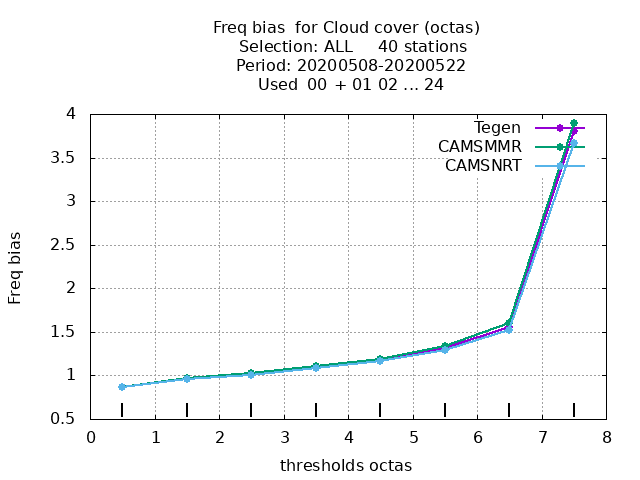 Freq bias  for Cloud cover (octas)
Selection: ALL     40 stations
Period: 20200508-20200522
Used  00  + 01 02 ... 24
Tegen
CAMSMMR
CAMSNRT
4
3.5
3
2.5
2
1.5
1
0.5
Freq bias
0 1 2 3 4 5 6 7 8
thresholds octas